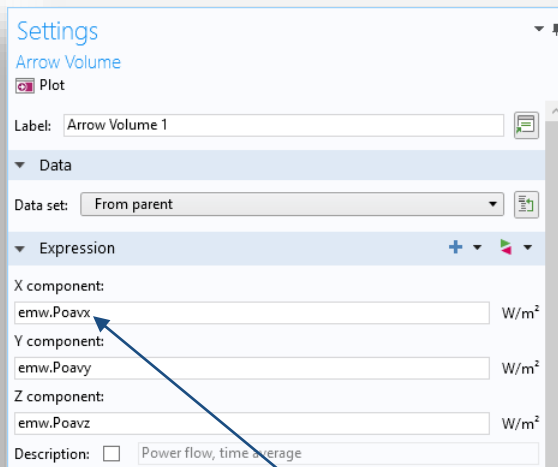 Settings
Arrow Volume
Plot
Label: Arrow Volume 1
Data
Data set: From parent
Expression
X component:
emw.Poavx W/m²
Y component:
emw.Poavy W/m²
Z component:
emw.Poavz W/m²
Description: Power flow, time average